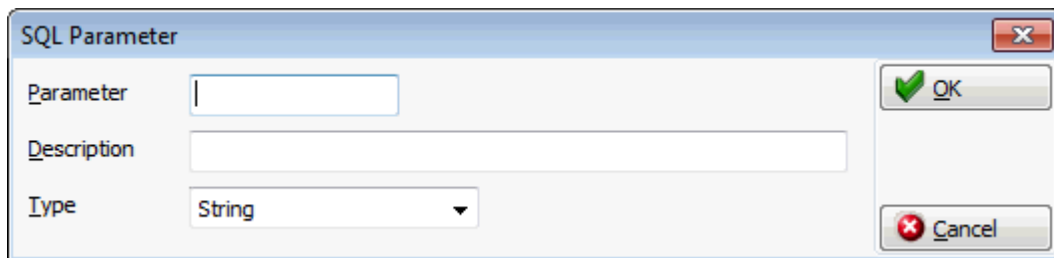 SQL Parameter
Parameter
OK
Description
Type String
Cancel